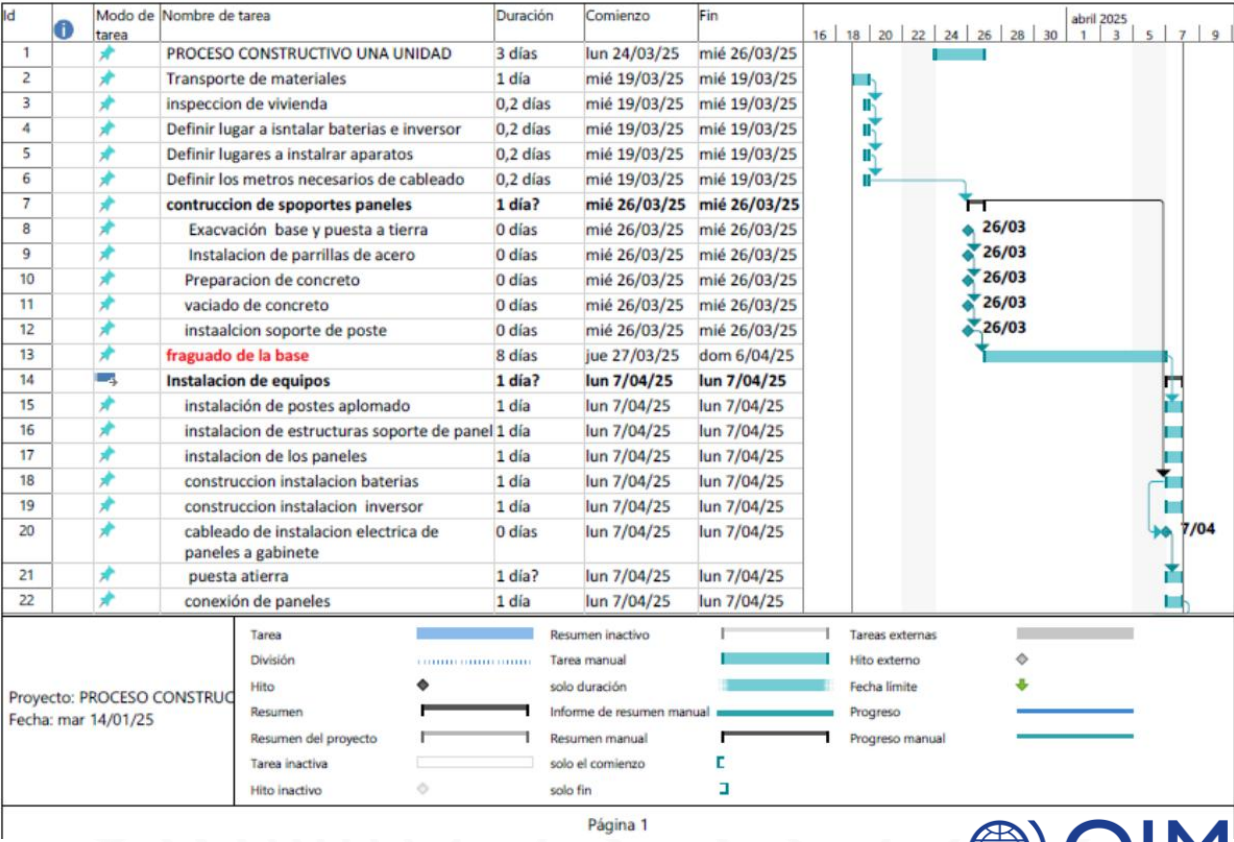 Id Modo de tarea Nombre de tarea Duración Comienzo Fin
abril 2025
16 18 20 22 24 26 28 30 1 3 5 7 9
1 PROCESO CONSTRUCTIVO UNA UNIDAD 3 días lun 24/03/25 mié 26/03/25
2 Transporte de materiales 1 día mié 19/03/25 mié 19/03/25
3 inspeccion de vivienda 0,2 días mié 19/03/25 mié 19/03/25
4 Definir lugar a isntalar baterias e inversor 0,2 días mié 19/03/25 mié 19/03/25
5 Definir lugares a instalrar aparatos 0,2 días mié 19/03/25 mié 19/03/25
6 Definir los metros necesarios de cableado 0,2 días mié 19/03/25 mié 19/03/25
7 contruccion de spoportes paneles 1 día? mié 26/03/25 mié 26/03/25
8 Exacvación base y puesta a tierra 0 días mié 26/03/25 mié 26/03/25 26/03
9 Instalacion de parrillas de acero 0 días mié 26/03/25 mié 26/03/25 26/03
10 Preparacion de concreto 0 días mié 26/03/25 mié 26/03/25 26/03
11 vaciado de concreto 0 días mié 26/03/25 mié 26/03/25 26/03
12 instaalcion soporte de poste 0 días mié 26/03/25 mié 26/03/25 26/03
13 fraguado de la base 8 días jue 27/03/25 dom 6/04/25
14 Instalacion de equipos 1 día? lun 7/04/25 lun 7/04/25
15 instalación de postes aplomado 1 día lun 7/04/25 lun 7/04/25
16 instalacion de estructuras soporte de panel 1 día lun 7/04/25 lun 7/04/25
17 instalacion de los paneles 1 día lun 7/04/25 lun 7/04/25
18 construccion instalacion baterias 1 día lun 7/04/25 lun 7/04/25
19 construccion instalacion inversor 1 día lun 7/04/25 lun 7/04/25
20 cableado de instalacion electrica de 0 días lun 7/04/25 lun 7/04/25 7/04
paneles a gabinete
21 puesta atierra 1 día? lun 7/04/25 lun 7/04/25
22 conexión de paneles 1 día lun 7/04/25 lun 7/04/25
Proyecto: PROCESO CONSTRUC
Fecha: mar 14/01/25
Tarea Resumen inactivo Tareas externas
División Tarea manual Hito externo
Hito solo duración Fecha límite
Resumen Informe de resumen manual Progreso
Resumen del proyecto Resumen manual Progreso manual
Tarea inactiva solo el comienzo
Hito inactivo solo fin
Página 1
OIM